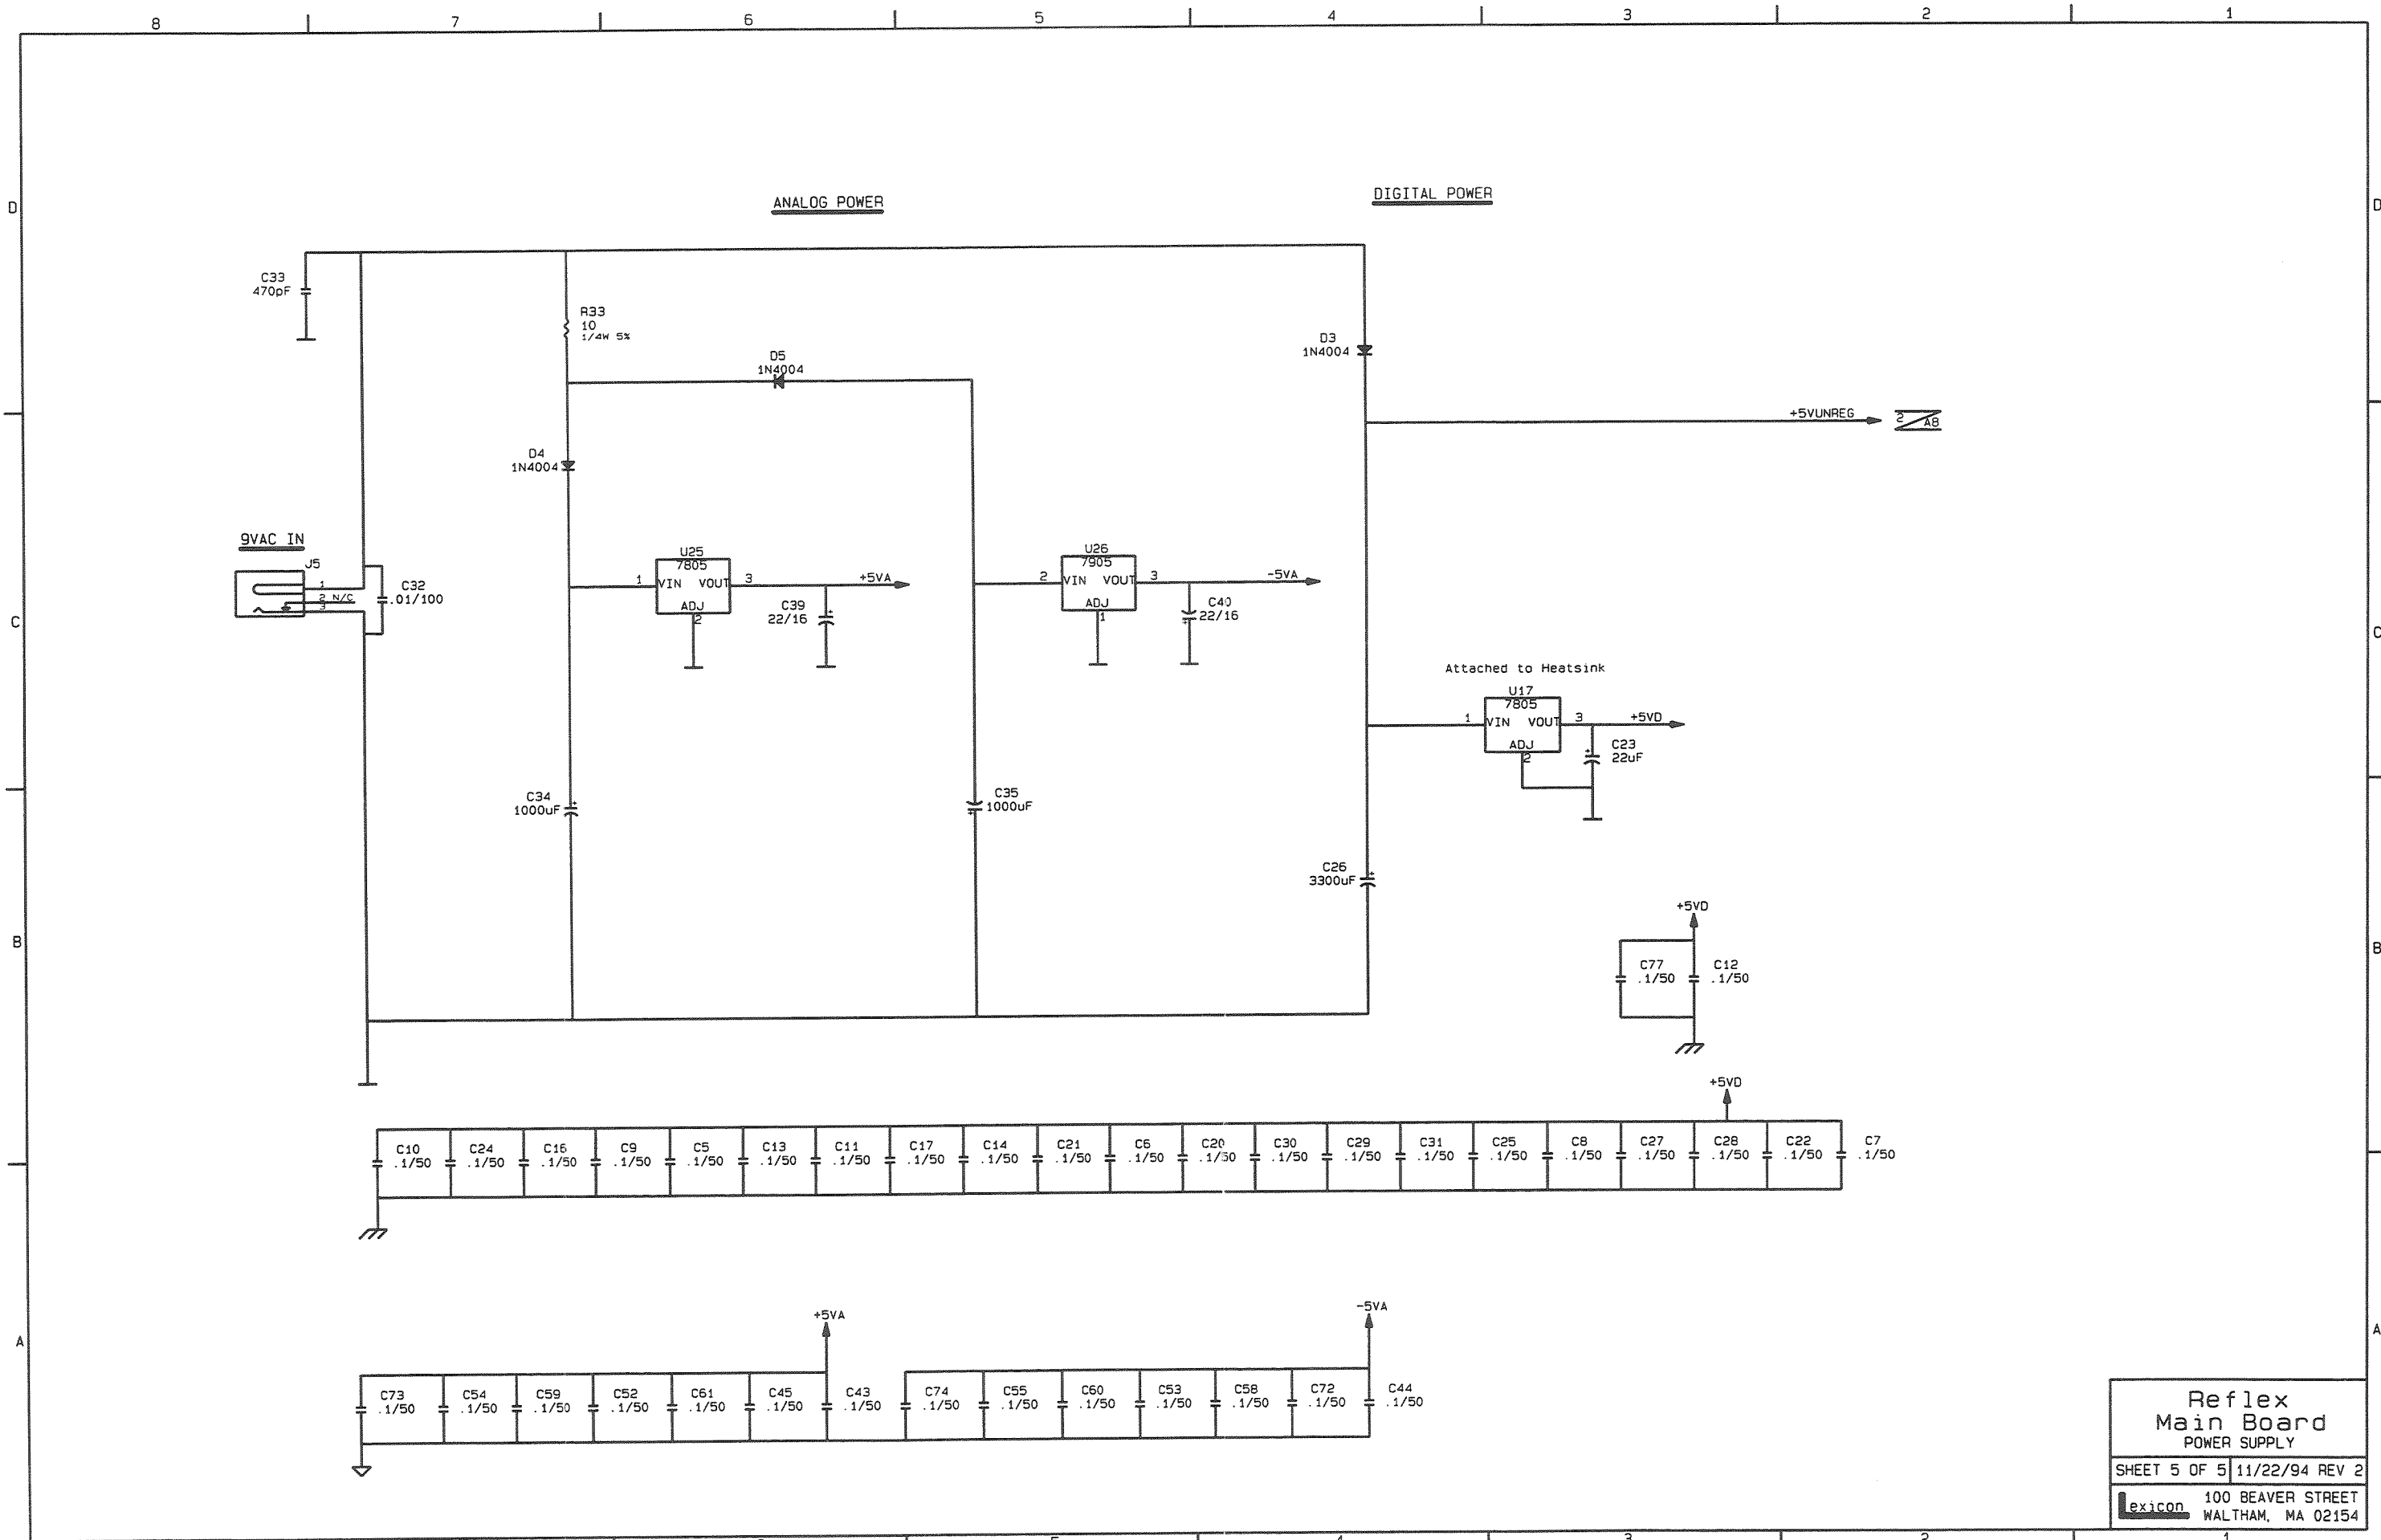 8 7 6 5 4 3 2 1
D
D
ANALOG POWER
DIGITAL POWER
C33
470pF
R33
10
1/4W 5%
D5
1N4004
D3
1N4004
+5VUNREG
2 A8
D4
1N4004
9VAC IN
J5
1
2 N/C
3
C32
.01/100
U25
7805
1 VIN VOUT 3
ADJ
2
+5VA
C39
22/16
+
U26
7905
2 VIN VOUT 3
ADJ
1
-5VA
C40
22/16
+
C
C
Attached to Heatsink
U17
7805
1 VIN VOUT 3
ADJ
2
+5VD
C23
22uF
+
C34
1000uF
+
C35
1000uF
+
C26
3300uF
+
B
B
+5VD
C77
.1/50
C12
.1/50
+5VD
C10 C24 C16 C9 C5 C13 C11 C17 C14 C21 C6 C20 C30 C29 C31 C25 C8 C27 C28 C22 C7
.1/50 .1/50 .1/50 .1/50 .1/50 .1/50 .1/50 .1/50 .1/50 .1/50 .1/50 .1/50 .1/50 .1/50 .1/50 .1/50 .1/50 .1/50 .1/50 .1/50 .1/50
A
A
+5VA
-5VA
C73 C54 C59 C52 C61 C45 C43 C74 C55 C60 C53 C58 C72 C44
.1/50 .1/50 .1/50 .1/50 .1/50 .1/50 .1/50 .1/50 .1/50 .1/50 .1/50 .1/50 .1/50 .1/50
Reflex
Main Board
POWER SUPPLY
SHEET 5 OF 5 11/22/94 REV 2
Lexicon
100 BEAVER STREET
WALTHAM, MA 02154